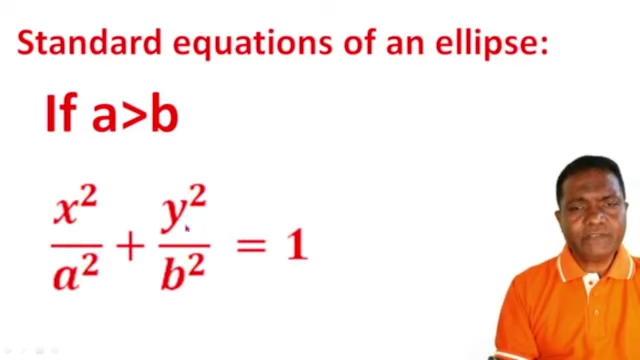 Standard equations of an ellipse:
If a>b
x²/a² + y²/b² = 1